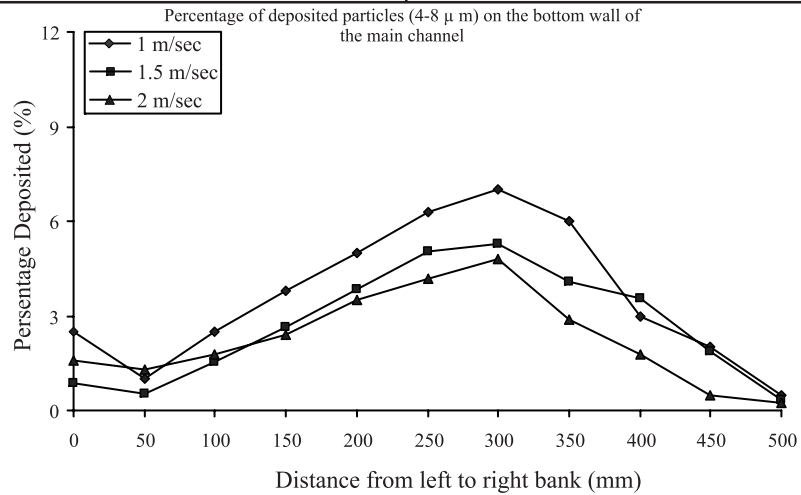 Percentage of deposited particles (4-8 µ m) on the bottom wall of
the main channel
12
9
6
3
0
Persentage Deposited (%)
1 m/sec
1.5 m/sec
2 m/sec
0 50 100 150 200 250 300 350 400 450 500
Distance from left to right bank (mm)